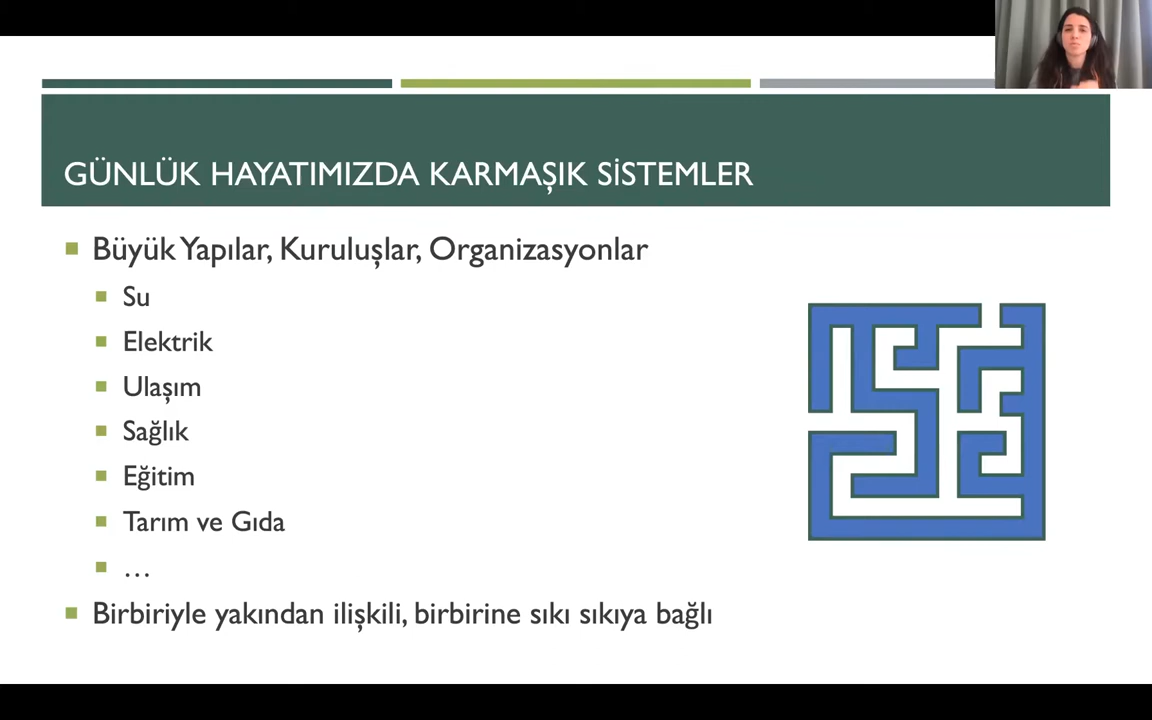 GÜNLÜK HAYATIMIZDA KARMAŞIK SİSTEMLER
Büyük Yapılar, Kuruluşlar, Organizasyonlar
Su
Elektrik
Ulaşım
Sağlık
Eğitim
Tarım ve Gıda
…
Birbiriyle yakından ilişkili, birbirine sıkı sıkıya bağlı